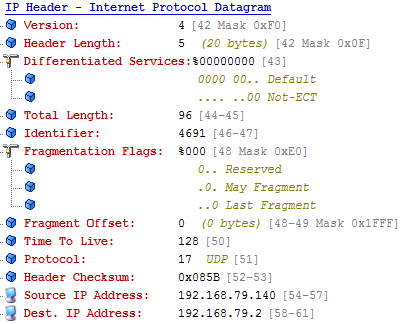 IP Header - Internet Protocol Datagram
Version: 4 [42 Mask 0xF0]
Header Length: 5 (20 bytes) [42 Mask 0x0F]
Differentiated Services:%00000000 [43]
0000 00.. Default
.... ..00 Not-ECT
Total Length: 96 [44-45]
Identifier: 4691 [46-47]
Fragmentation Flags: %000 [48 Mask 0xE0]
0.. Reserved
.0. May Fragment
..0 Last Fragment
Fragment Offset: 0 (0 bytes) [48-49 Mask 0x1FFF]
Time To Live: 128 [50]
Protocol: 17 UDP [51]
Header Checksum: 0x085B [52-53]
Source IP Address: 192.168.79.140 [54-57]
Dest. IP Address: 192.168.79.2 [58-61]